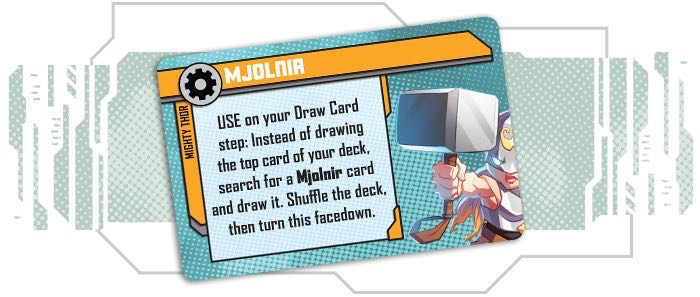 MJOLNIR
MIGHTY THOR
USE on your Draw Card
step: Instead of drawing
the top card of your deck,
search for a Mjolnir card
and draw it. Shuffle the deck,
then turn this facedown.